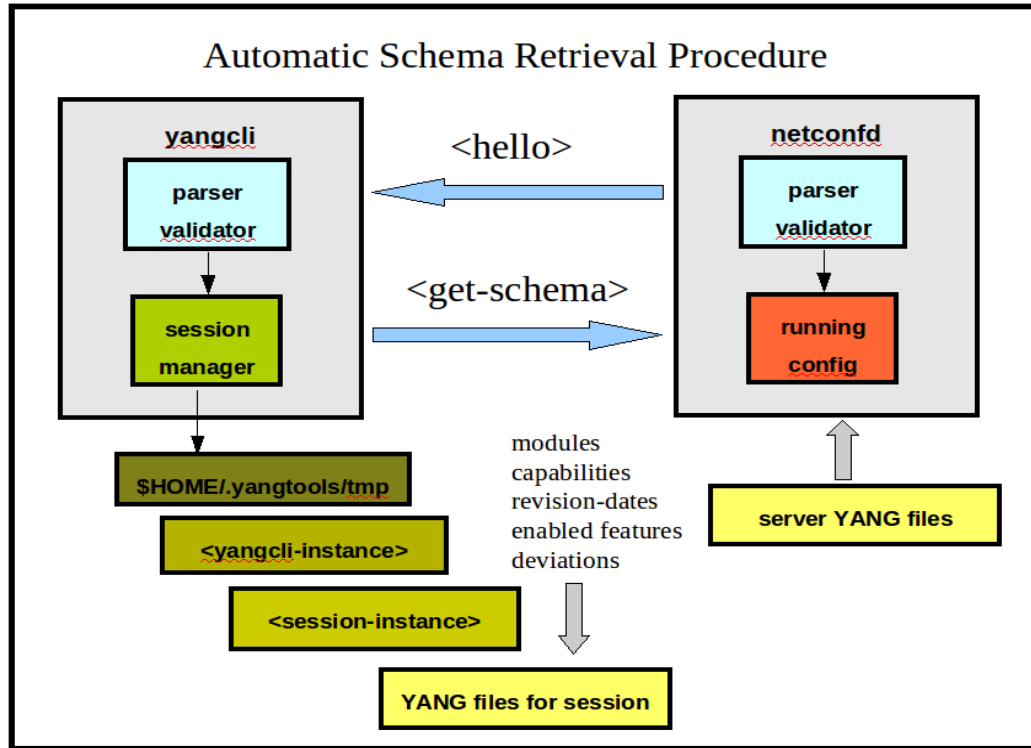 Automatic Schema Retrieval Procedure
yangcli
parser
validator
session
manager
<hello>
<get-schema>
netconfd
parser
validator
running
config
$HOME/.yangtools/tmp
<yangcli-instance>
<session-instance>
modules
capabilities
revision-dates
enabled features
deviations
server YANG files
YANG files for session